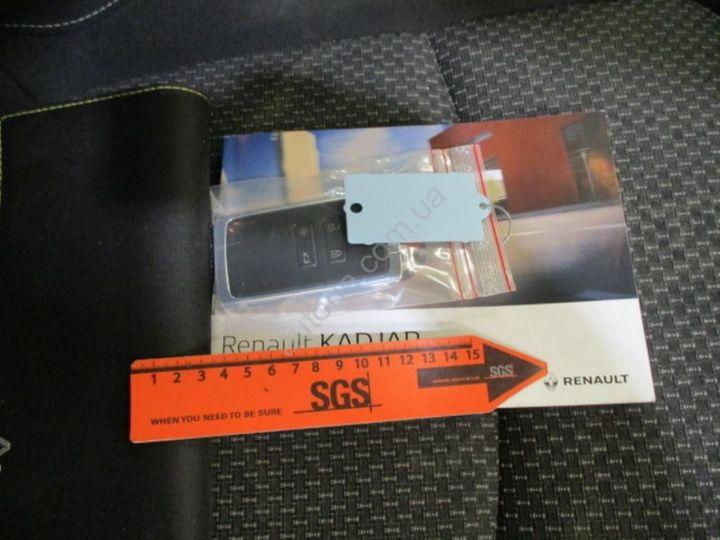 Renault KADJAR
1 2 3 4 5 6 7 8 9 10 11 12 13 14 15
SGS
SGS
WHEN YOU NEED TO BE SURE
RENAULT